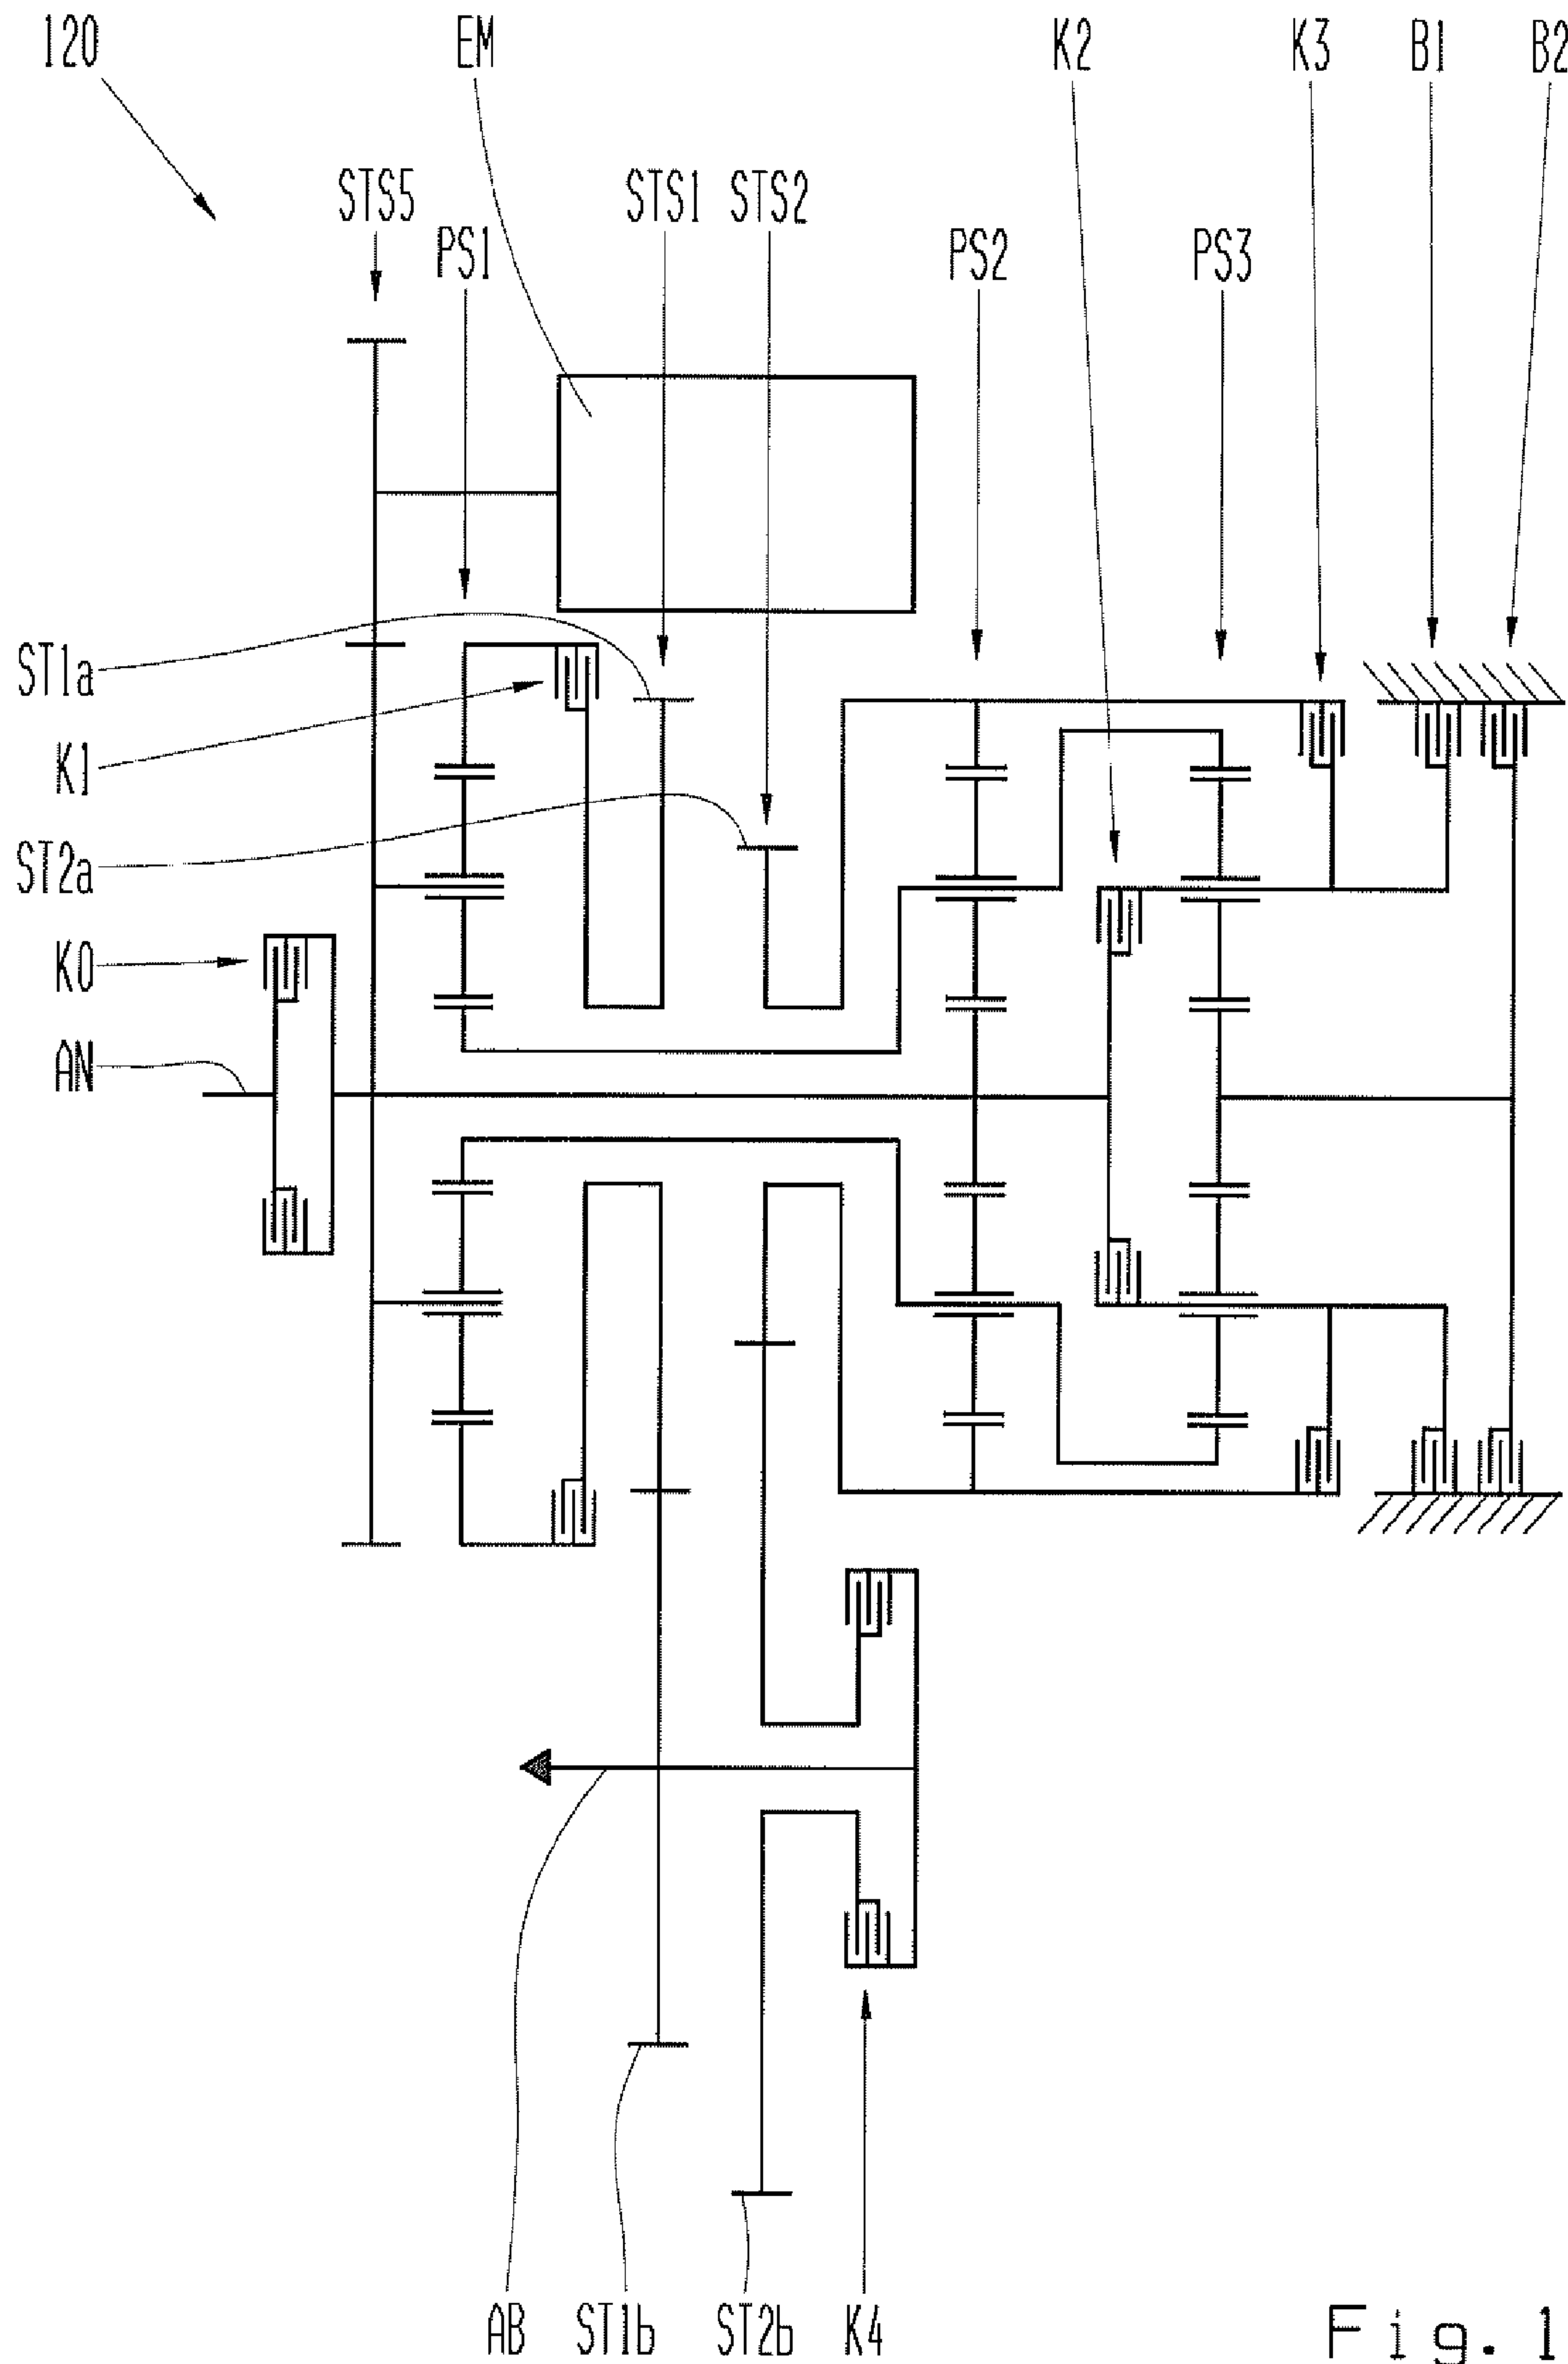 120
EM
K2
K3
B1
B2
STS5
STS1
STS2
PS1
PS2
PS3
ST1a
K1
ST2a
K0
AN
AB
ST1b
ST2b
K4
Fig. 1